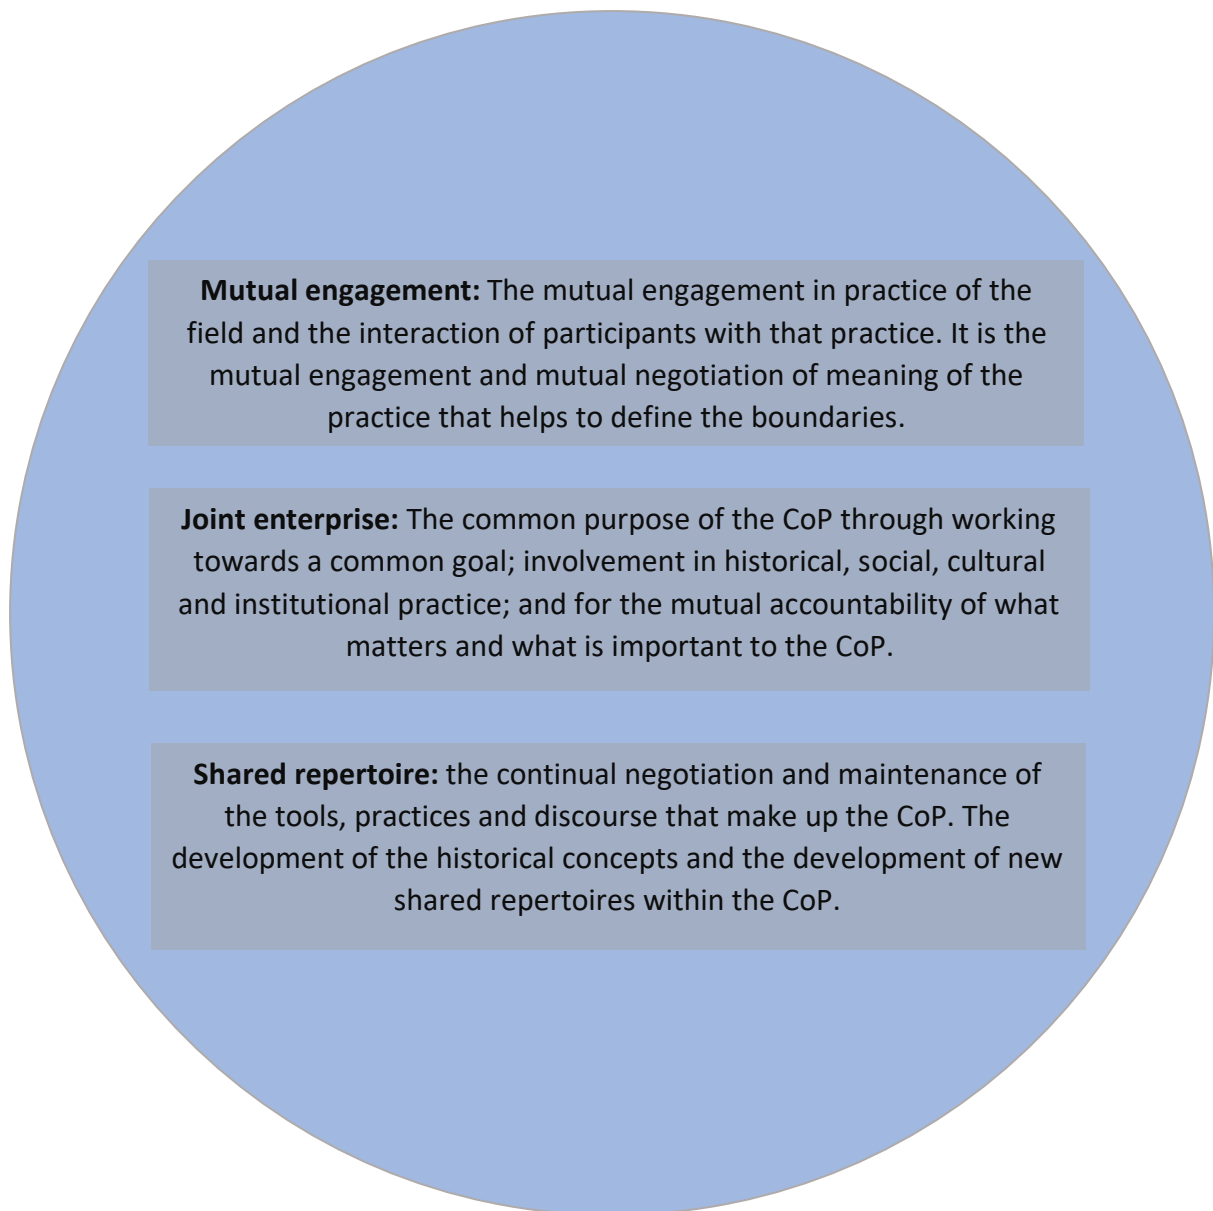 Mutual engagement: The mutual engagement in practice of the
field and the interaction of participants with that practice. It is the
mutual engagement and mutual negotiation of meaning of the
practice that helps to define the boundaries.
Joint enterprise: The common purpose of the CoP through working
towards a common goal; involvement in historical, social, cultural
and institutional practice; and for the mutual accountability of what
matters and what is important to the CoP.
Shared repertoire: the continual negotiation and maintenance of
the tools, practices and discourse that make up the CoP. The
development of the historical concepts and the development of new
shared repertoires within the CoP.